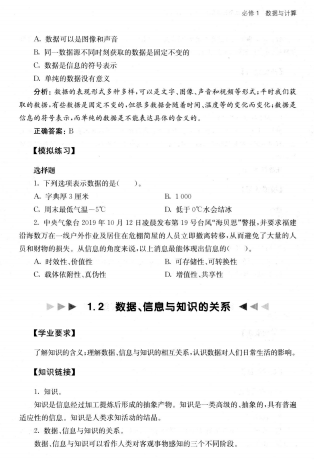 必修1 数据与计算
A. 数据可以是图像和声音
B. 同一数据源不同时刻获取的数据是固定不变的
C. 数据是信息的符号表示
D. 单纯的数据没有意义
分析:数据的表现形式多种多样,可以是文字、图像、声音和视频等形式;平时我们获
取的数据,有些数据是固定不变的,但很多数据会随着时间、温度等的变化而变化;数据是
信息的符号表示,而单纯的数据是不能表达具体的含义的。
正确答案:B
【模拟练习】
选择题
1. 下列选项表示数据的是( )。
A. 字典厚3厘米 B. 1 000
C. 周末最低气温-5℃ D. 低于0℃水会结冰
2. 中央气象台2019年10月12日凌晨发布第19号台风“海贝思”警报,并要求福建
沿海数万在一线户外作业及居住在危棚简屋的人员立即撤离转移,从而避免了大量的人
员和财物的损失。从信息的角度来说,以上消息最能体现出信息的( )。
A. 时效性、价值性 B. 可存储性、可转换性
C. 载体依附性、真伪性 D. 增值性、共享性
1.2 数据、信息与知识的关系
【学业要求】
了解知识的含义;理解数据、信息与知识的相互关系,认识数据对人们日常生活的影响。
【知识链接】
1. 知识。
知识是信息经过加工提炼后形成的抽象产物。知识是一类高级的、抽象的,具有普遍
适应性的信息。知识是人类求知活动的结晶。
2. 数据、信息与知识的关系。
数据、信息与知识可以看作人类对客观事物感知的三个不同阶段。